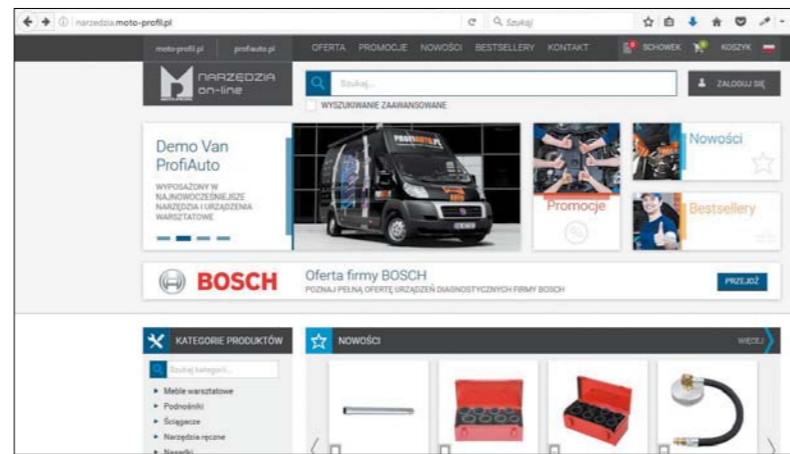 narzedzia.moto-profil.pl
Szukaj
moto-profil.pl
profiauto.pl
OFERTA PROMOCJE NOWOŚCI BESTSELLERY KONTAKT
SCHOWEK
KOSZYK
NARZĘDZIA
on-line
Szukaj...
ZALOGUJ SIĘ
WYSZUKIWANIE ZAAWANSOWANE
Demo Van
ProfiAuto
WYPOSAŻONY W
NAJNOWOCZEŚNIEJSZE
NARZĘDZIA I URZĄDZENIA
WARSZTATOWE
PROFIAUTO.PL
Promocje
Nowości
Bestsellery
BOSCH
Oferta firmy BOSCH
POZNAJ PEŁNĄ OFERTĘ URZĄDZEŃ DIAGNOSTYCZNYCH FIRMY BOSCH
PRZEJDŹ
KATEGORIE PRODUKTÓW
NOWOŚCI
WIĘCEJ
Szukaj kategorii...
Meble warsztatowe
Podnośniki
Ściągacze
Narzędzia ręczne
Nasadki